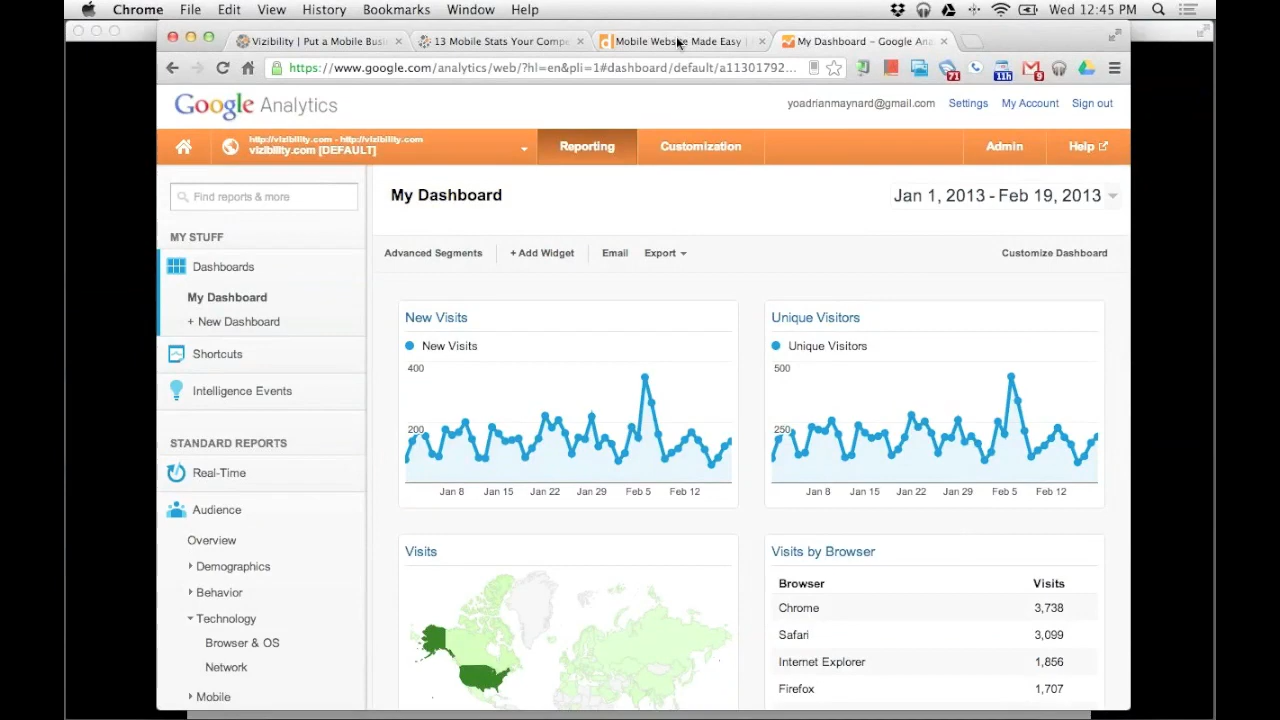 Chrome File Edit View History Bookmarks Window Help Wed 12:45 PM
Vizibility | Put a Mobile Busi
13 Mobile Stats Your Compe
Mobile Website Made Easy |
My Dashboard – Google Ana
https://www.google.com/analytics/web/?hl=en&pli=1#dashboard/default/a11301792...
71
11h
9
Google Analytics
yoadrianmaynard@gmail.com Settings My Account Sign out
http://vizibility.com - http://vizibility.com
vizibility.com [DEFAULT]
Reporting Customization Admin Help
Find reports & more
MY STUFF
Dashboards
My Dashboard
+ New Dashboard
Shortcuts
Intelligence Events
STANDARD REPORTS
Real-Time
Audience
Overview
Demographics
Behavior
Technology
Browser & OS
Network
Mobile
My Dashboard
Jan 1, 2013 - Feb 19, 2013
Advanced Segments + Add Widget Email Export Customize Dashboard
New Visits
New Visits
400
200
Jan 8 Jan 15 Jan 22 Jan 29 Feb 5 Feb 12
Unique Visitors
Unique Visitors
500
250
Jan 8 Jan 15 Jan 22 Jan 29 Feb 5 Feb 12
Visits
Visits by Browser
Browser Visits
Chrome 3,738
Safari 3,099
Internet Explorer 1,856
Firefox 1,707